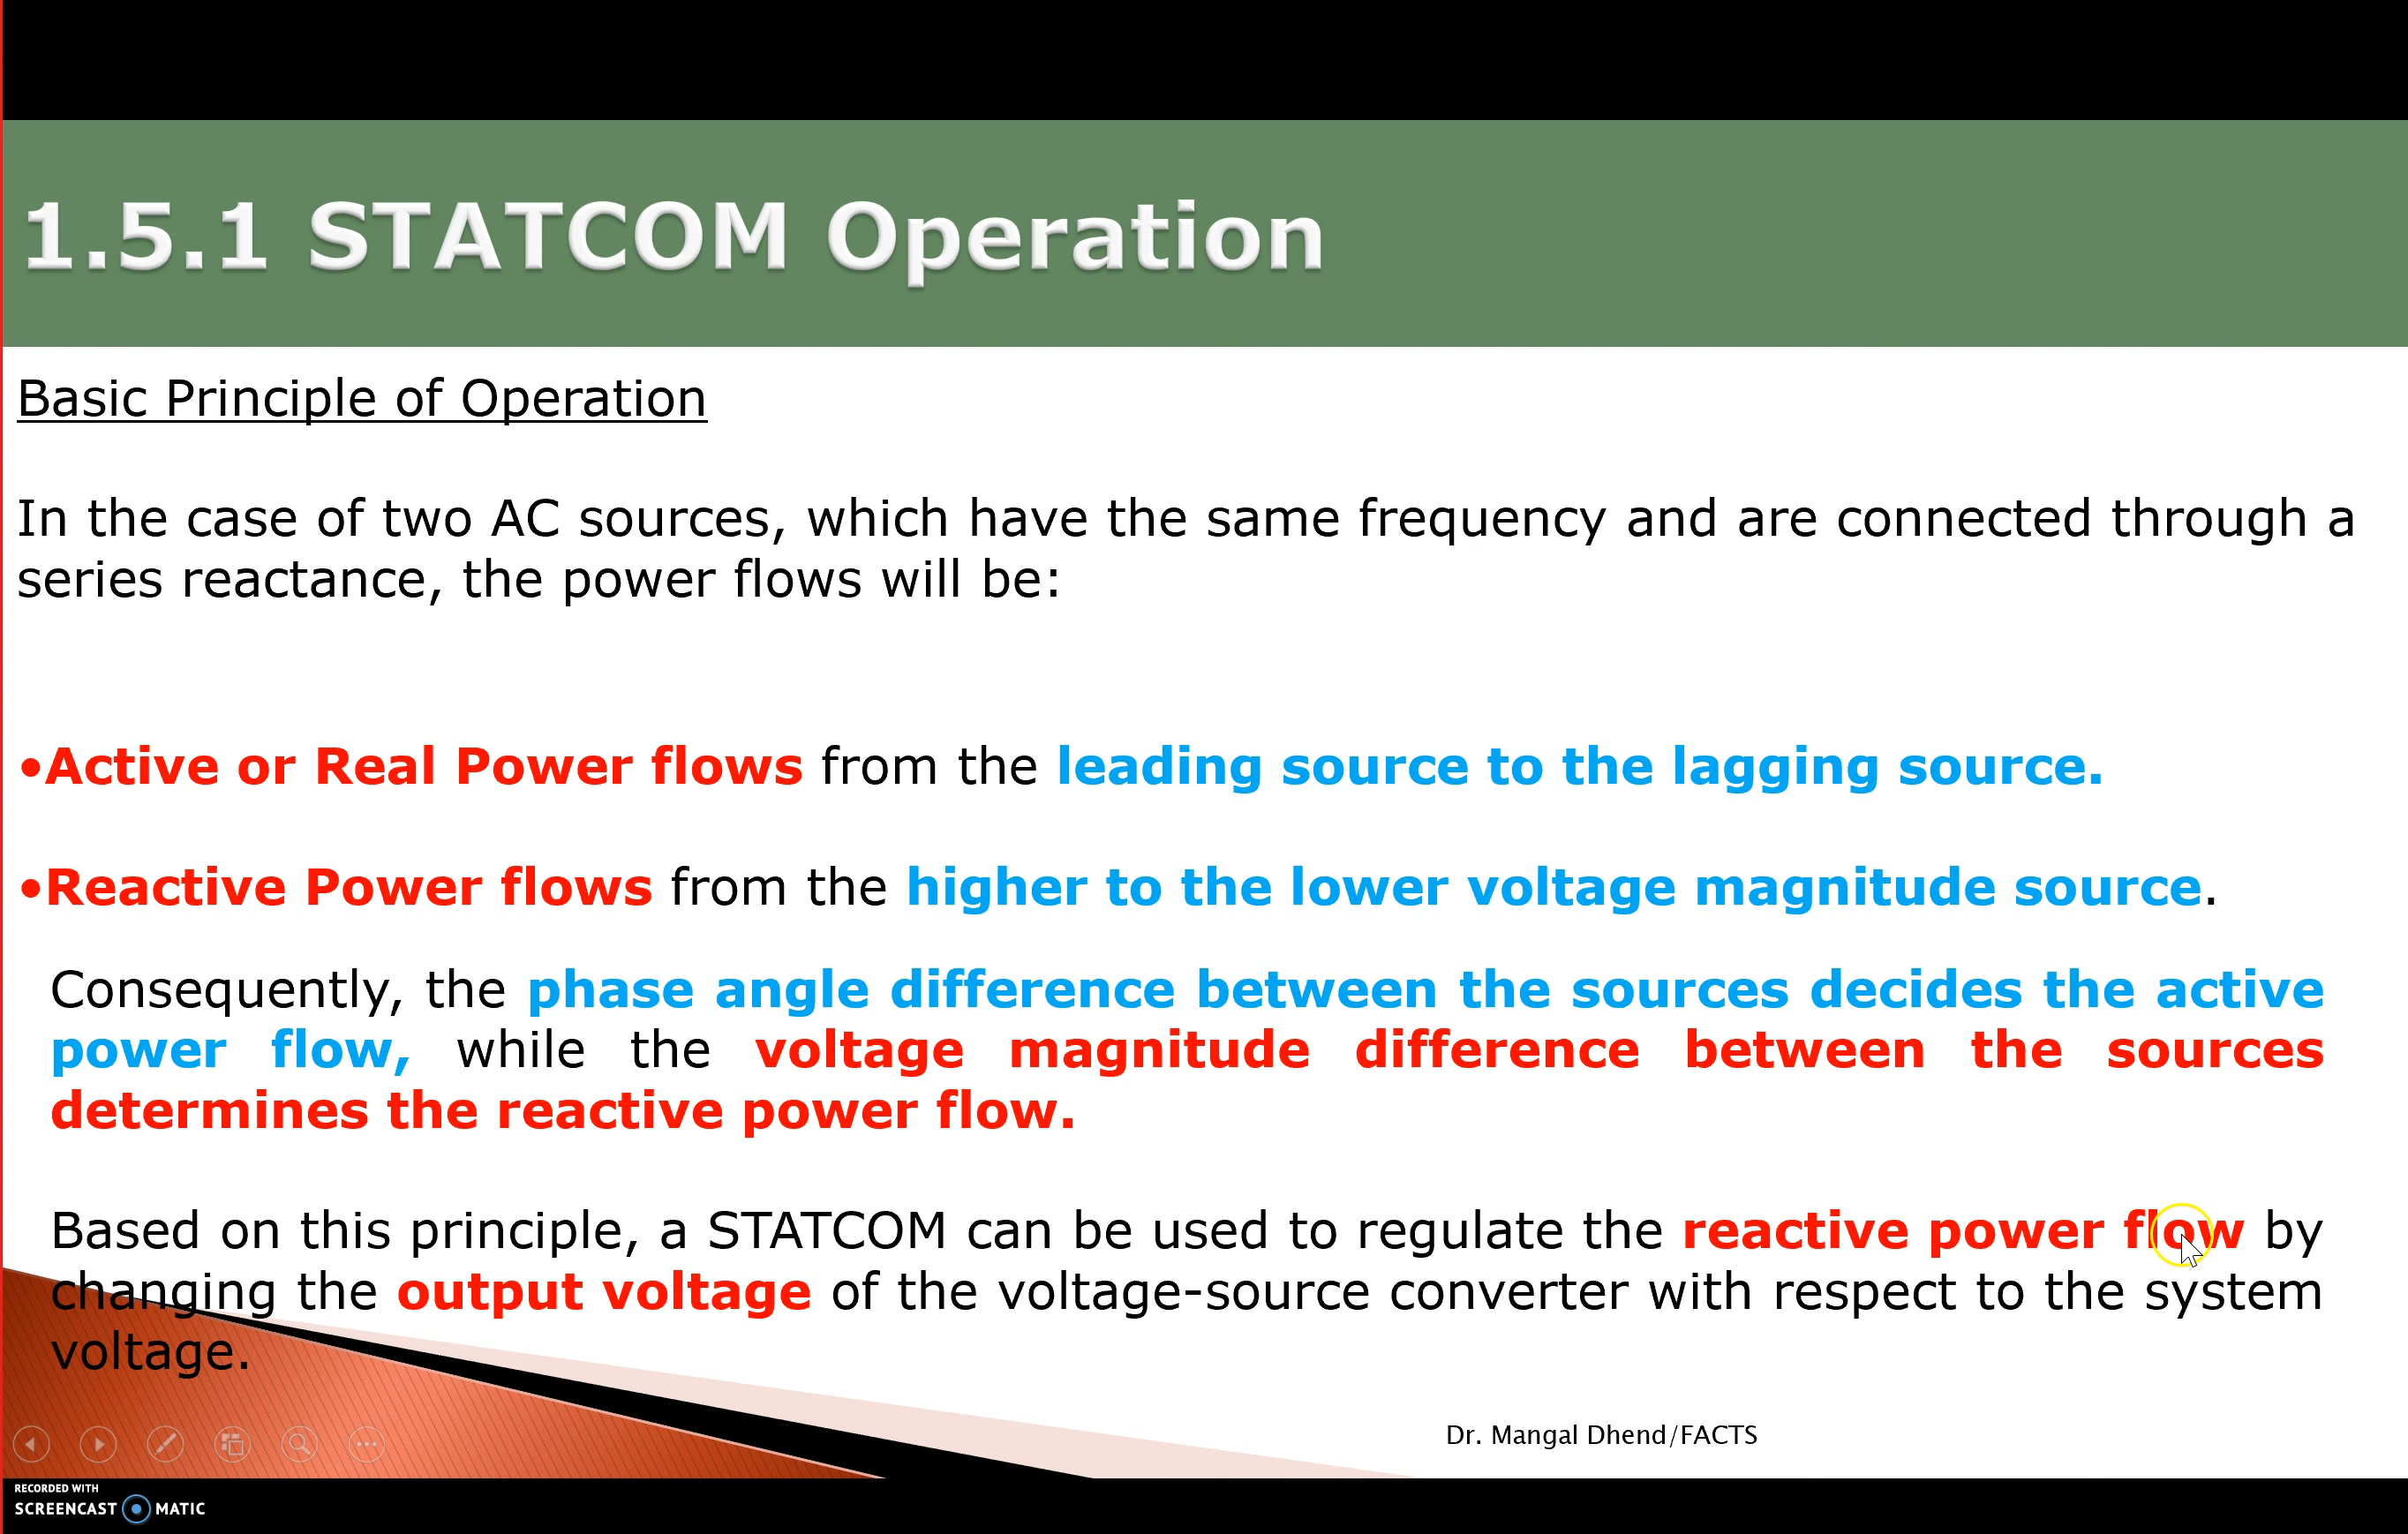 1.5.1 STATCOM Operation
Basic Principle of Operation
In the case of two AC sources, which have the same frequency and are connected through a
series reactance, the power flows will be:
•Active or Real Power flows from the leading source to the lagging source.
•Reactive Power flows from the higher to the lower voltage magnitude source.
Consequently, the phase angle difference between the sources decides the active
power flow, while the voltage magnitude difference between the sources
determines the reactive power flow.
Based on this principle, a STATCOM can be used to regulate the reactive power flow by
changing the output voltage of the voltage-source converter with respect to the system
voltage.
Dr. Mangal Dhend/FACTS
RECORDED WITH
SCREENCAST MATIC